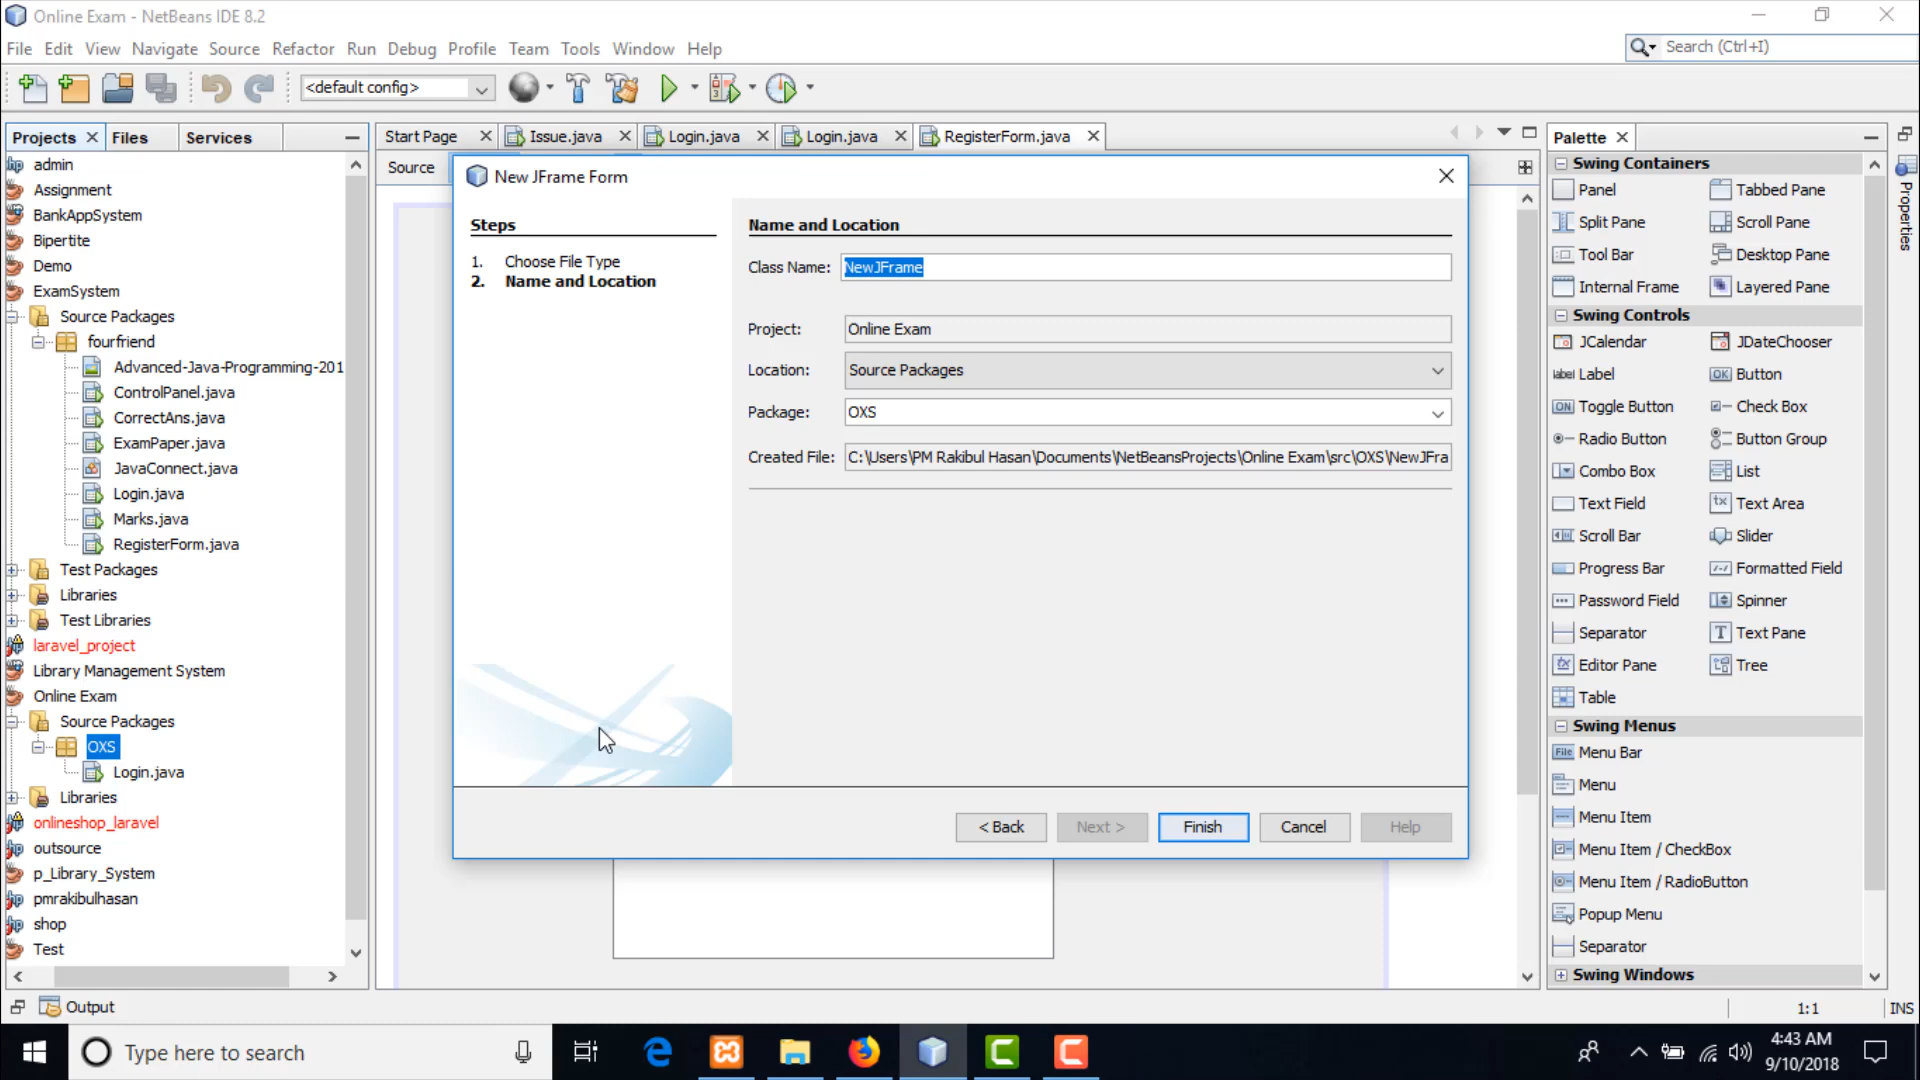 Online Exam - NetBeans IDE 8.2
File Edit View Navigate Source Refactor Run Debug Profile Team Tools Window Help
Search (Ctrl+I)
<default config>
Projects Files Services
Start Page Issue.java Login.java Login.java RegisterForm.java
Palette
Source
admin
Assignment
BankAppSystem
Bipertite
Demo
ExamSystem
Source Packages
fourfriend
Advanced-Java-Programming-201
ControlPanel.java
CorrectAns.java
ExamPaper.java
JavaConnect.java
Login.java
Marks.java
RegisterForm.java
Test Packages
Libraries
Test Libraries
laravel_project
Library Management System
Online Exam
Source Packages
OXS
Login.java
Libraries
onlineshop_laravel
outsource
p_Library_System
pmrakibulhasan
shop
Test
New JFrame Form
Steps
1. Choose File Type
2. Name and Location
Name and Location
Class Name: NewJFrame
Project: Online Exam
Location: Source Packages
Package: OXS
Created File: C:\Users\PM Rakibul Hasan\Documents\NetBeansProjects\Online Exam\src\OXS\NewJFra
< Back Next > Finish Cancel Help
Swing Containers
Panel Tabbed Pane
Split Pane Scroll Pane
Tool Bar Desktop Pane
Internal Frame Layered Pane
Swing Controls
JCalendar JDateChooser
label Label OK Button
ON Toggle Button Check Box
Radio Button Button Group
Combo Box List
Text Field Text Area
Scroll Bar Slider
Progress Bar Formatted Field
Password Field Spinner
Separator Text Pane
Editor Pane Tree
Table
Swing Menus
File Menu Bar
Menu
Menu Item
Menu Item / CheckBox
Menu Item / RadioButton
Popup Menu
Separator
Swing Windows
Properties
Output
1:1 INS
Type here to search
4:43 AM
9/10/2018